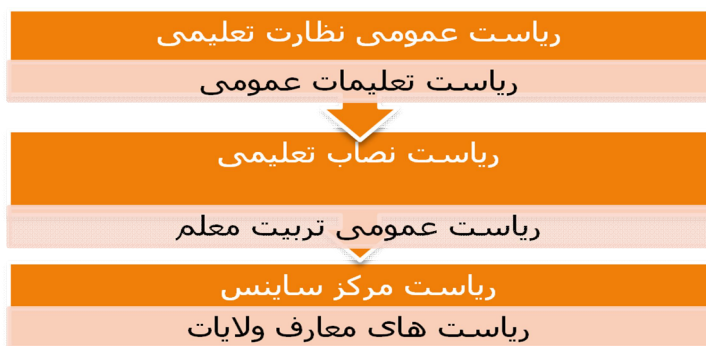 ریاست عمومی نظارت تعلیمی
ریاست تعلیمات عمومی
ریاست نصاب تعلیمی
ریاست عمومی تربیت معلم
ریاست مرکز ساینس
ریاست های معارف ولایات